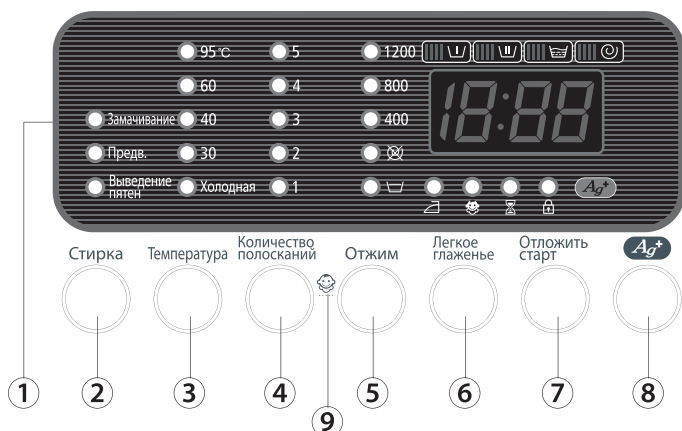 95°C 5 1200 I II
60 4 800 18:88
Замачивание 40 3 400
Предв. 30 2
Выведение
пятен Холодная 1 Ag+
Стирка Температура Количество
полосканий Отжим Легкое
глаженье Отложить
старт Ag+
1 2 3 4 5 6 7 8
9